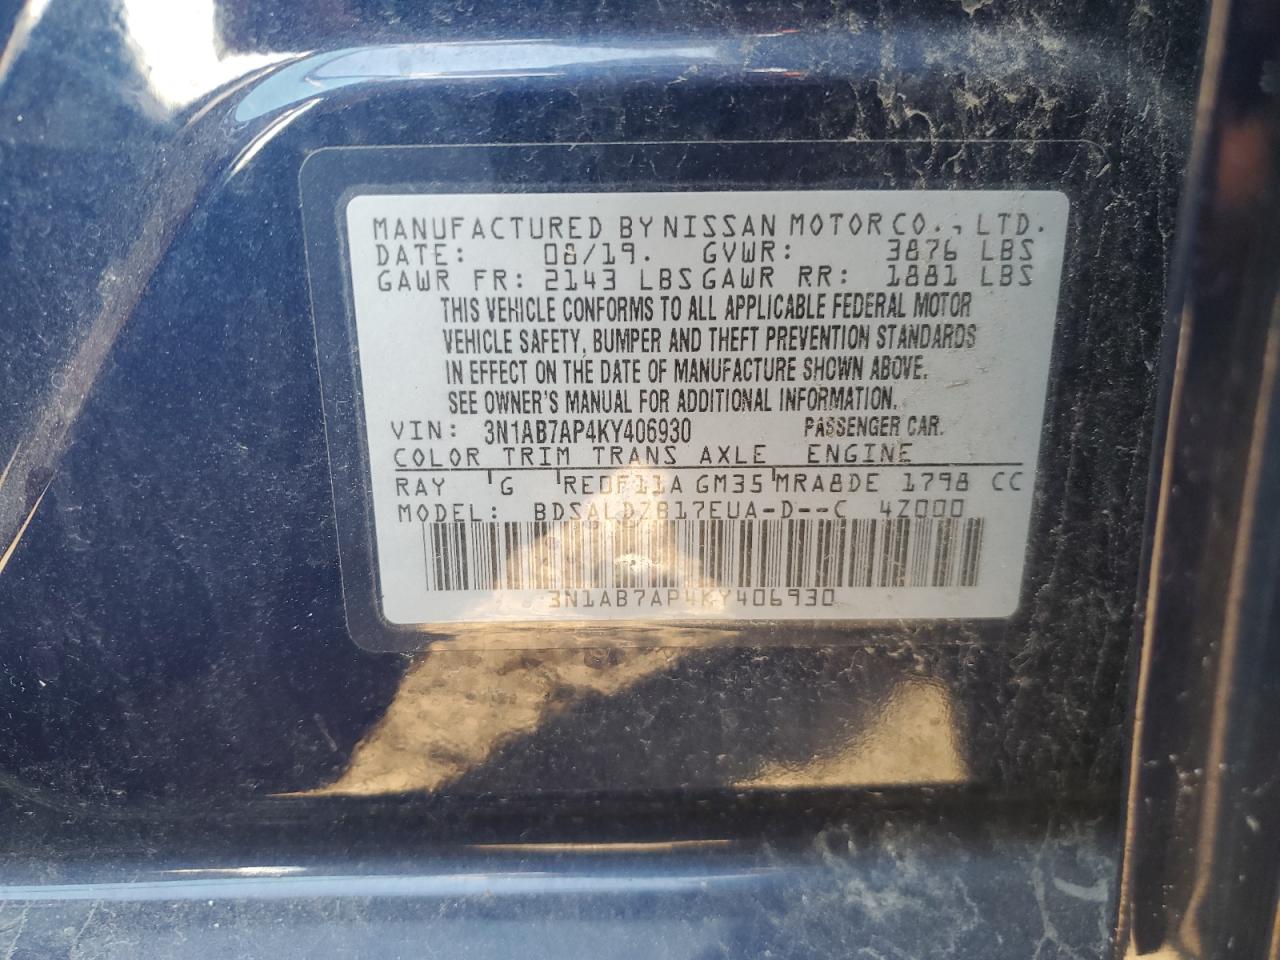 MANUFACTURED BY NISSAN MOTOR CO., LTD.
DATE: 08/19. GVWR: 3876 LBS
GAWR FR: 2143 LBS GAWR RR: 1881 LBS
THIS VEHICLE CONFORMS TO ALL APPLICABLE FEDERAL MOTOR
VEHICLE SAFETY, BUMPER AND THEFT PREVENTION STANDARDS
IN EFFECT ON THE DATE OF MANUFACTURE SHOWN ABOVE.
SEE OWNER'S MANUAL FOR ADDITIONAL INFORMATION.
VIN: 3N1AB7AP4KY406930 PASSENGER CAR.
COLOR TRIM TRANS AXLE ENGINE
RAY G RE0F11A GM35 MRA8DE 1798 CC
MODEL: BDSALDZB17EUA-D--C 4Z000
3N1AB7AP4KY406930